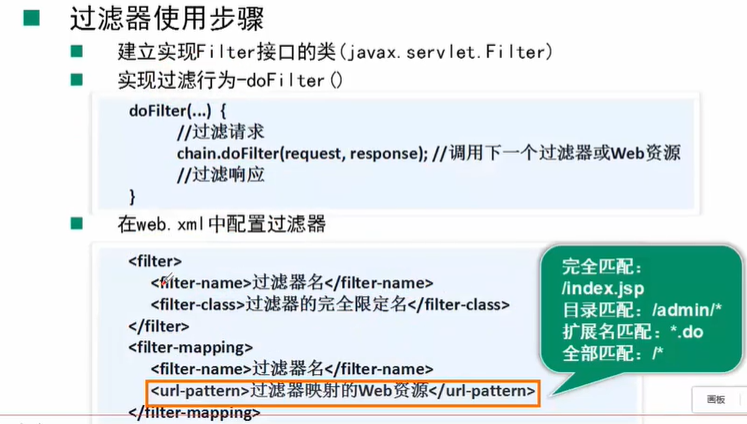 过滤器使用步骤
建立实现Filter接口的类(javax.servlet.Filter)
实现过滤行为-doFilter()
doFilter(...) {
//过滤请求
chain.doFilter(request, response); //调用下一个过滤器或Web资源
//过滤响应
}
在web.xml中配置过滤器
<filter>
<filter-name>过滤器名</filter-name>
<filter-class>过滤器的完全限定名</filter-class>
</filter>
<filter-mapping>
<filter-name>过滤器名</filter-name>
<url-pattern>过滤器映射的Web资源</url-pattern>
</filter-mapping>
完全匹配：
/index.jsp
目录匹配：/admin/*
扩展名匹配：*.do
全部匹配：/*
画板